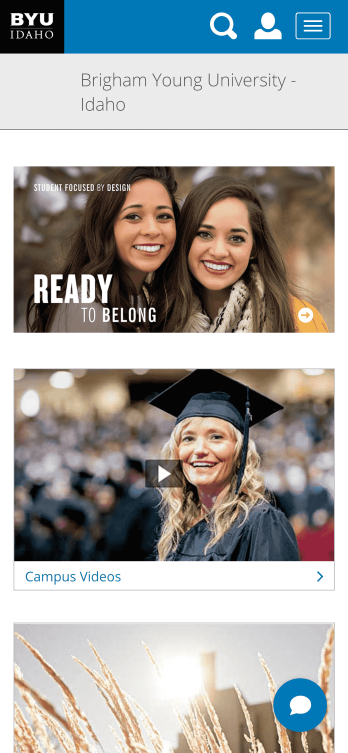 BYU
IDAHO
Brigham Young University -
Idaho
STUDENT FOCUSED BY DESIGN
READY
TO BELONG
Campus Videos